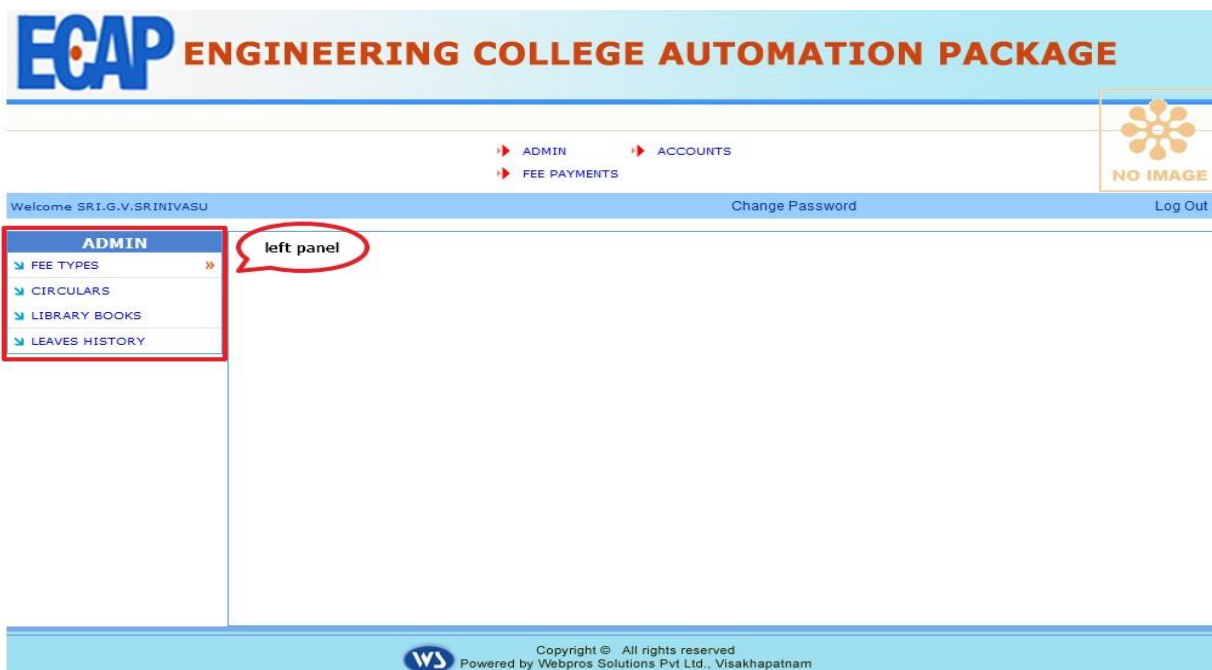 ECAP ENGINEERING COLLEGE AUTOMATION PACKAGE
ADMIN ACCOUNTS
FEE PAYMENTS
NO IMAGE
Welcome SRI.G.V.SRINIVASU Change Password Log Out
ADMIN
left panel
FEE TYPES »
CIRCULARS
LIBRARY BOOKS
LEAVES HISTORY
WS
Copyright © All rights reserved
Powered by Webpros Solutions Pvt Ltd., Visakhapatnam